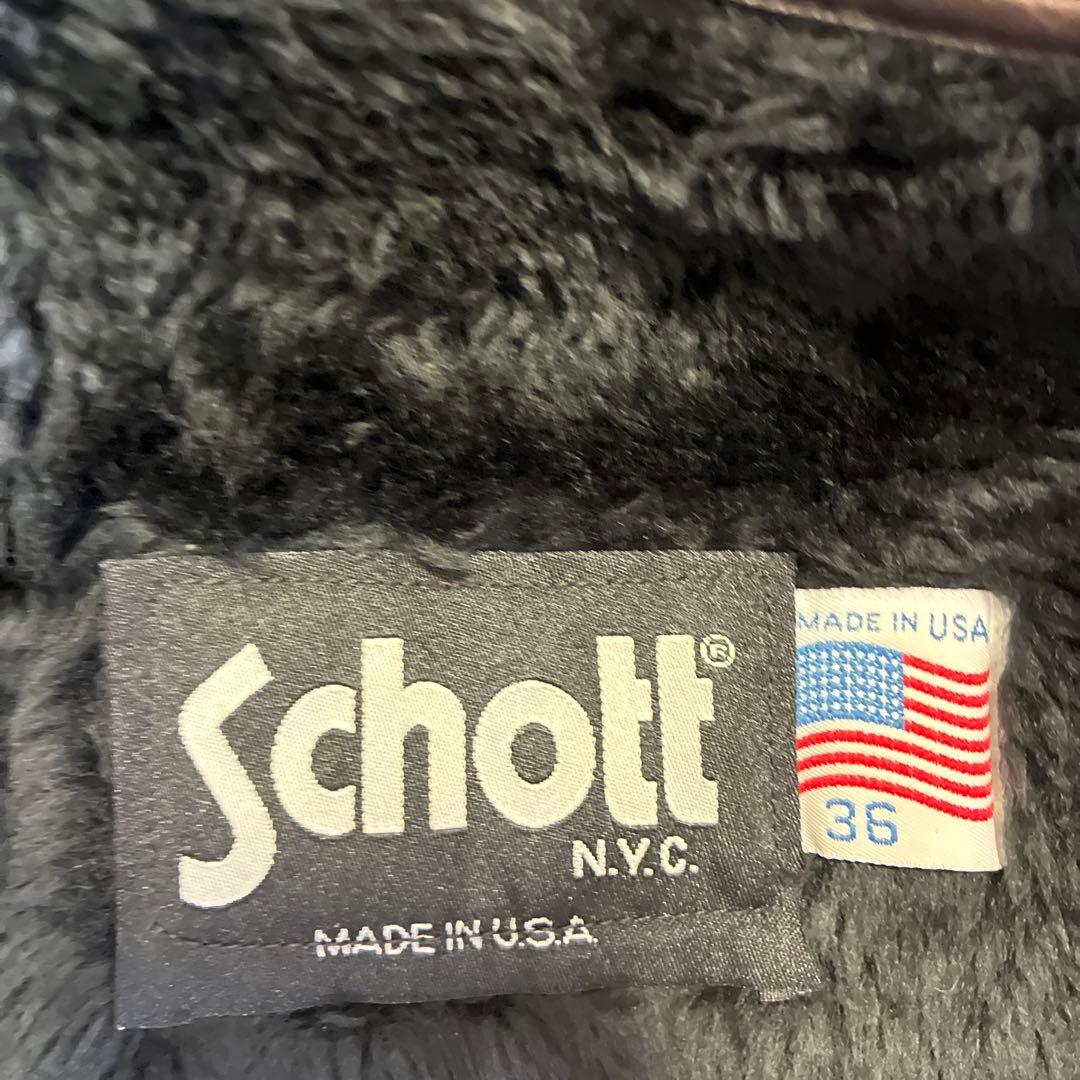 Schott®
N.Y.C.
MADE IN U.S.A.
MADE IN USA
36